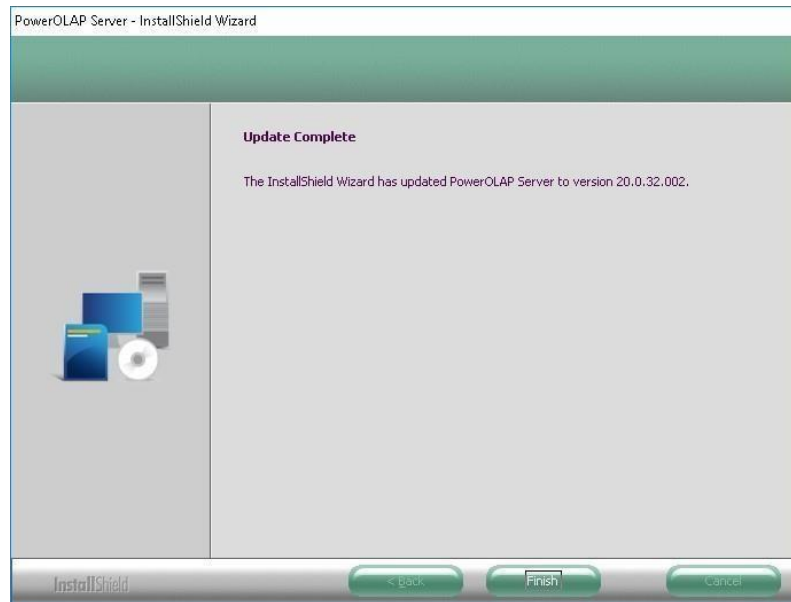 PowerOLAP Server - InstallShield Wizard
Update Complete
The InstallShield Wizard has updated PowerOLAP Server to version 20.0.32.002.
InstallShield
< Back
Finish
Cancel